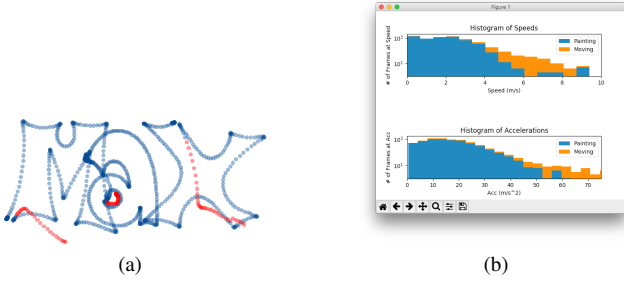 Figure 1
Histogram of Speeds
# of Frames at Speed
10³
10¹
Painting
Moving
0 2 4 6 8 10
Speed (m/s)
Histogram of Accelerations
# of Frames at Acc
10³
10¹
Painting
Moving
0 10 20 30 40 50 60 70
Acc (m/s^2)
(a)
(b)